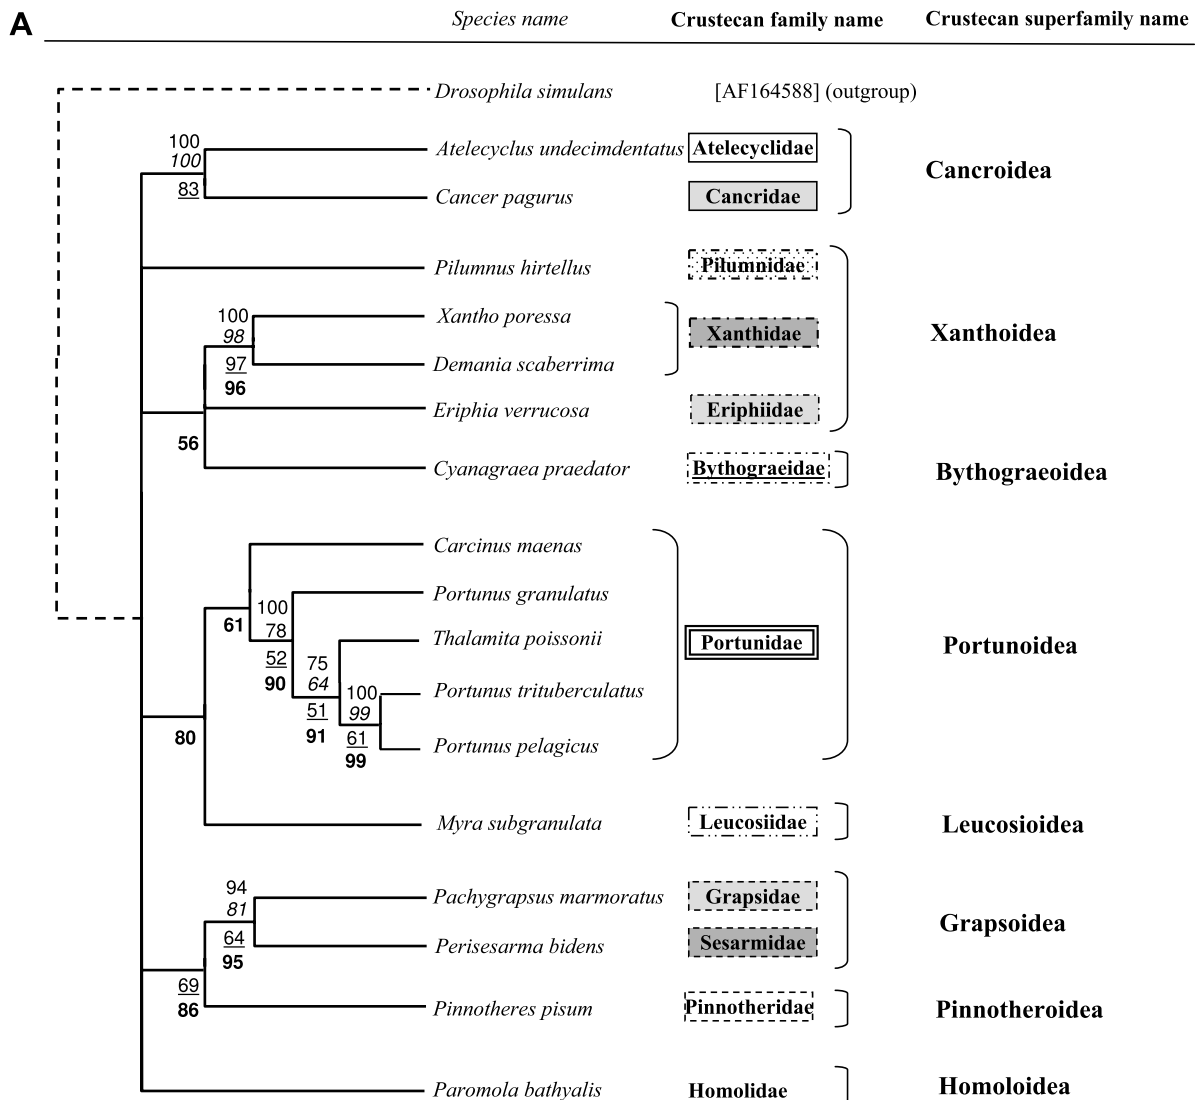 A
Species name Crustecan family name Crustecan superfamily name
Drosophila simulans [AF164588] (outgroup)
100
100
83
Atelecyclus undecimdentatus Atelecyclidae
Cancroidea
Cancer pagurus Cancridae
Pilumnus hirtellus Pilumnidae
100
98
97
96
Xantho poressa
Xanthidae Xanthoidea
Demania scaberrima
Eriphia verrucosa Eriphiidae
56
Cyanagraea praedator Bythograeidae Bythograeoidea
Carcinus maenas
61
100
78
52
90
Portunus granulatus
Thalamita poissonii Portunidae Portunoidea
75
64
51
91
Portunus trituberculatus
100
99
61
99
80
Portunus pelagicus
Myra subgranulata Leucosiidae Leucosioidea
94
81
64
95
Pachygrapsus marmoratus Grapsidae
Grapsoidea
Perisesarma bidens Sesarmidae
69
86
Pinnotheres pisum Pinnotheridae Pinnotheroidea
Paromola bathyalis Homolidae Homoloidea